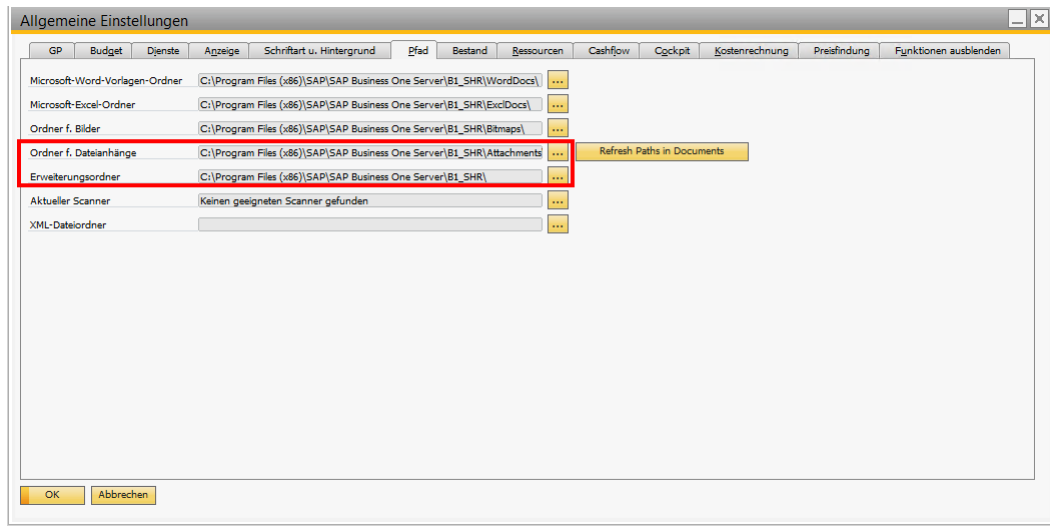 Allgemeine Einstellungen
GP Budget Dienste Anzeige Schriftart u. Hintergrund Pfad Bestand Ressourcen Cashflow Cockpit Kostenrechnung Preisfindung Funktionen ausblenden
Microsoft-Word-Vorlagen-Ordner C:\Program Files (x86)\SAP\SAP Business One Server\B1_SHR\WordDocs\ ...
Microsoft-Excel-Ordner C:\Program Files (x86)\SAP\SAP Business One Server\B1_SHR\ExclDocs\ ...
Ordner f. Bilder C:\Program Files (x86)\SAP\SAP Business One Server\B1_SHR\Bitmaps\ ...
Ordner f. Dateianhänge C:\Program Files (x86)\SAP\SAP Business One Server\B1_SHR\Attachments ... Refresh Paths in Documents
Erweiterungsordner C:\Program Files (x86)\SAP\SAP Business One Server\B1_SHR\ ...
Aktueller Scanner Keinen geeigneten Scanner gefunden ...
XML-Dateiordner ...
OK Abbrechen